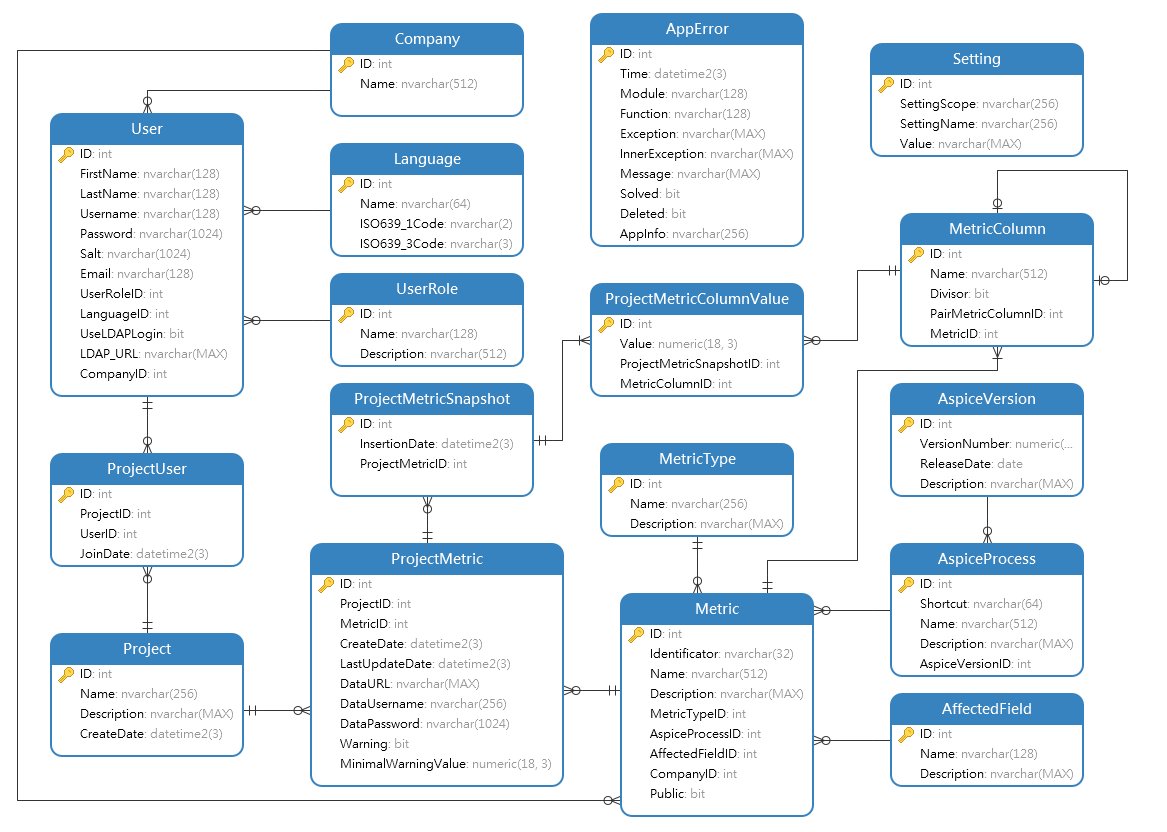 Company
ID: int
Name: nvarchar(512)
AppError
ID: int
Time: datetime2(3)
Module: nvarchar(128)
Function: nvarchar(128)
Exception: nvarchar(MAX)
InnerException: nvarchar(MAX)
Message: nvarchar(MAX)
Solved: bit
Deleted: bit
AppInfo: nvarchar(256)
Setting
ID: int
SettingScope: nvarchar(256)
SettingName: nvarchar(256)
Value: nvarchar(MAX)
User
ID: int
FirstName: nvarchar(128)
LastName: nvarchar(128)
Username: nvarchar(128)
Password: nvarchar(1024)
Salt: nvarchar(1024)
Email: nvarchar(128)
UserRoleID: int
LanguageID: int
UseLDAPLogin: bit
LDAP_URL: nvarchar(MAX)
CompanyID: int
Language
ID: int
Name: nvarchar(64)
ISO639_1Code: nvarchar(2)
ISO639_3Code: nvarchar(3)
UserRole
ID: int
Name: nvarchar(128)
Description: nvarchar(512)
MetricColumn
ID: int
Name: nvarchar(512)
Divisor: bit
PairMetricColumnID: int
MetricID: int
ProjectMetricColumnValue
ID: int
Value: numeric(18, 3)
ProjectMetricSnapshotID: int
MetricColumnID: int
ProjectMetricSnapshot
ID: int
InsertionDate: datetime2(3)
ProjectMetricID: int
AspiceVersion
ID: int
VersionNumber: numeric(...
ReleaseDate: date
Description: nvarchar(MAX)
MetricType
ID: int
Name: nvarchar(256)
Description: nvarchar(MAX)
ProjectUser
ID: int
ProjectID: int
UserID: int
JoinDate: datetime2(3)
ProjectMetric
ID: int
ProjectID: int
MetricID: int
CreateDate: datetime2(3)
LastUpdateDate: datetime2(3)
DataURL: nvarchar(MAX)
DataUsername: nvarchar(256)
DataPassword: nvarchar(1024)
Warning: bit
MinimalWarningValue: numeric(18, 3)
AspiceProcess
ID: int
Shortcut: nvarchar(64)
Name: nvarchar(512)
Description: nvarchar(MAX)
AspiceVersionID: int
Metric
ID: int
Identificator: nvarchar(32)
Name: nvarchar(512)
Description: nvarchar(MAX)
MetricTypeID: int
AspiceProcessID: int
AffectedFieldID: int
CompanyID: int
Public: bit
Project
ID: int
Name: nvarchar(256)
Description: nvarchar(MAX)
CreateDate: datetime2(3)
AffectedField
ID: int
Name: nvarchar(128)
Description: nvarchar(MAX)